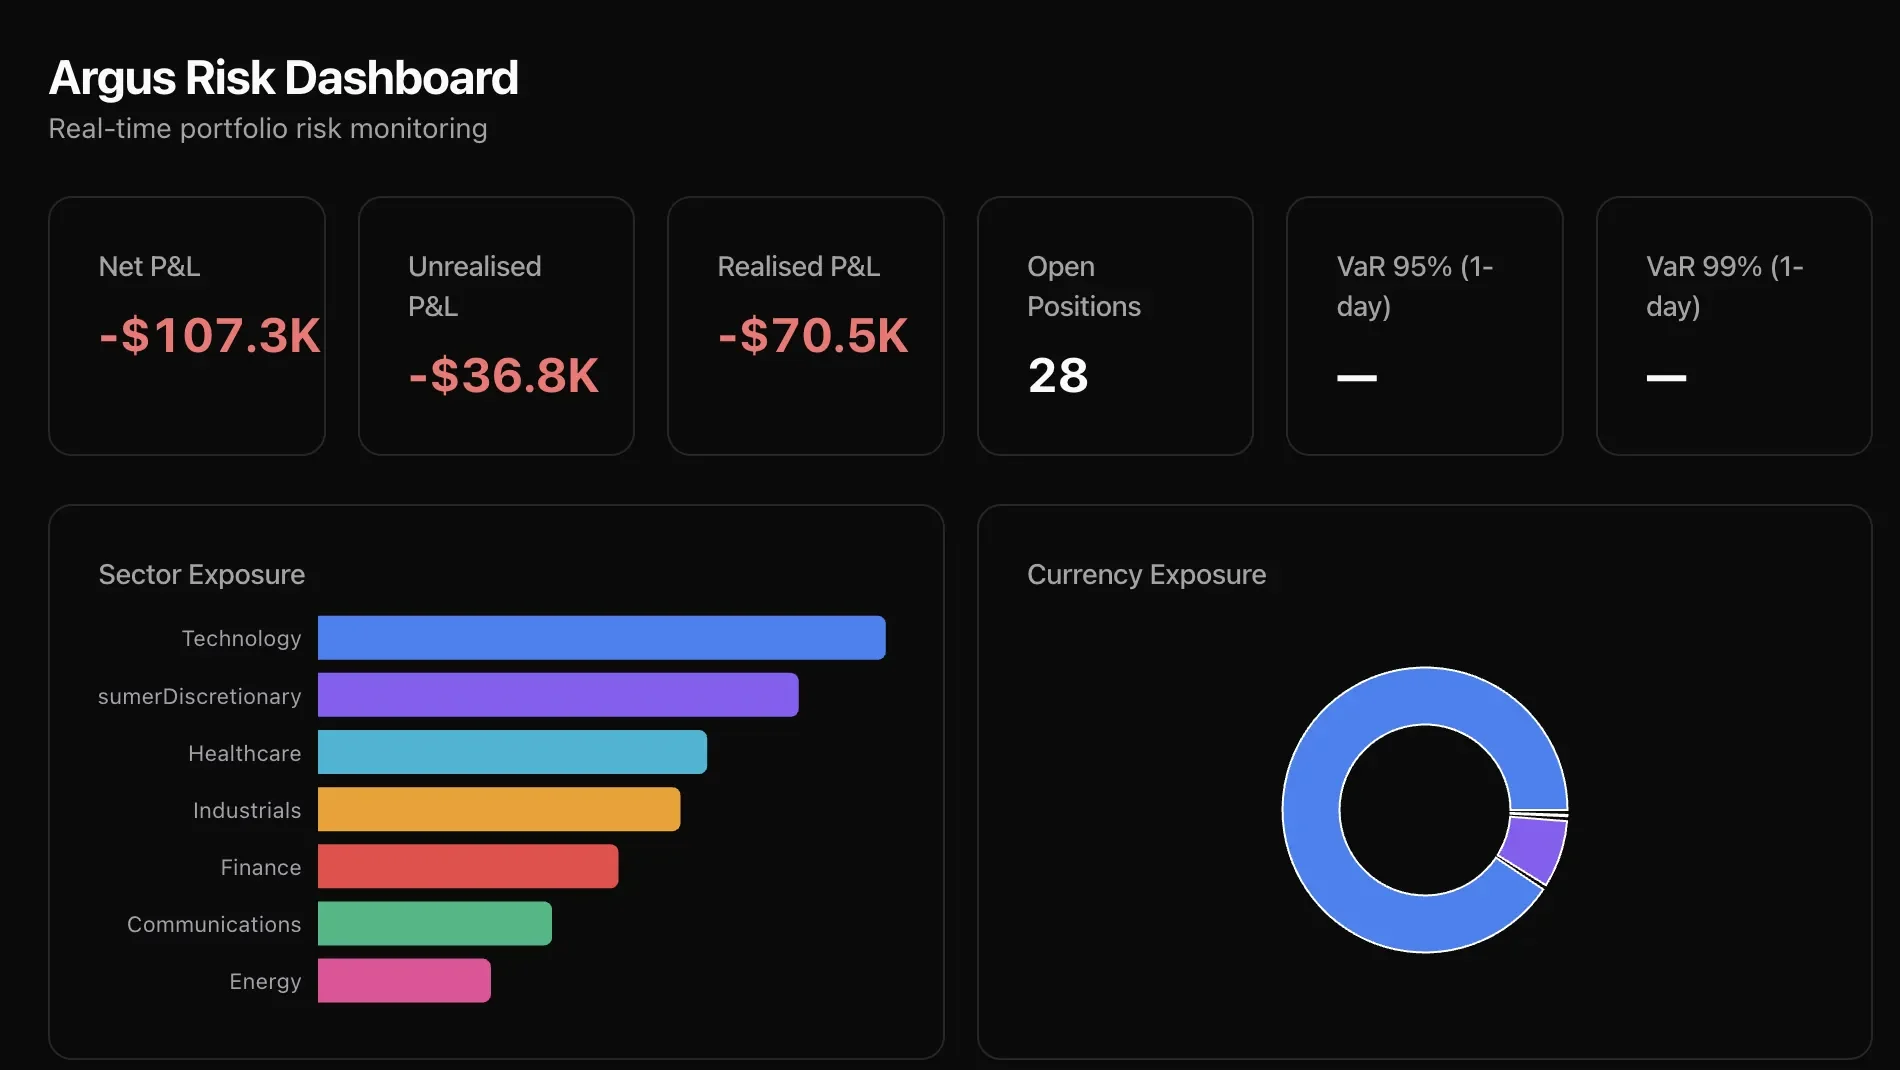 Argus Risk Dashboard
Real-time portfolio risk monitoring
Net P&L
-$107.3K
Unrealised
P&L
-$36.8K
Realised P&L
-$70.5K
Open
Positions
28
VaR 95% (1-
day)
—
VaR 99% (1-
day)
—
Sector Exposure
Technology
sumerDiscretionary
Healthcare
Industrials
Finance
Communications
Energy
Currency Exposure